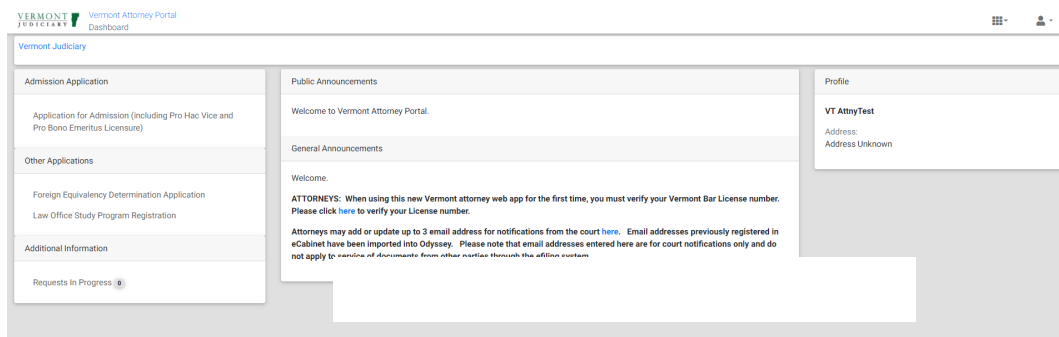 VERMONT
JUDICIARY
Vermont Attorney Portal
Dashboard
Vermont Judiciary
Admission Application
Application for Admission (including Pro Hac Vice and
Pro Bono Emeritus Licensure)
Other Applications
Foreign Equivalency Determination Application
Law Office Study Program Registration
Additional Information
Requests In Progress 0
Public Announcements
Welcome to Vermont Attorney Portal.
General Announcements
Welcome.
ATTORNEYS: When using this new Vermont attorney web app for the first time, you must verify your Vermont Bar License number.
Please click here to verify your License number.
Attorneys may add or update up to 3 email address for notifications from the court here. Email addresses previously registered in
eCabinet have been imported into Odyssey. Please note that email addresses entered here are for court notifications only and do
not apply to service of documents from other parties through the efiling system
Profile
VT AttnyTest
Address:
Address Unknown